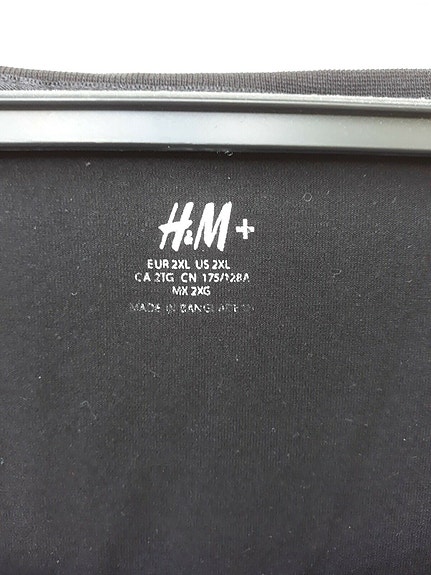 H&M+
EUR 2XL US 2XL
CA 2TG CN 175/128A
MX 2XG
MADE IN BANGLADESH